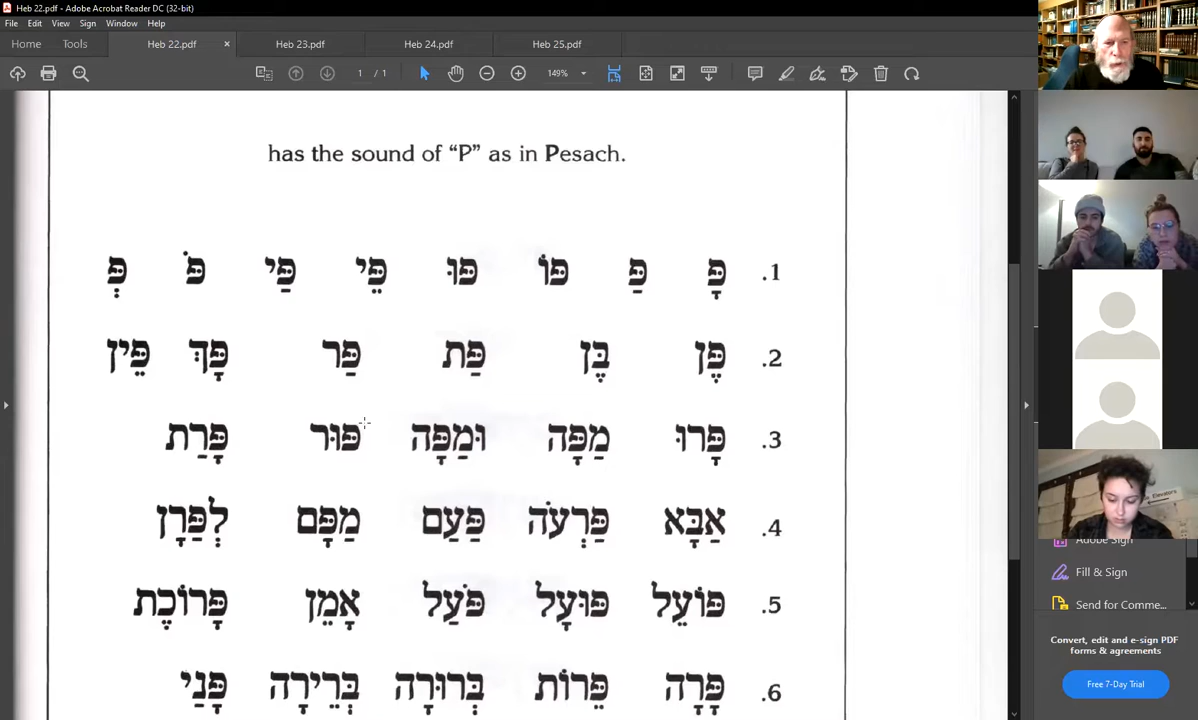 Heb 22.pdf - Adobe Acrobat Reader DC (32-bit)
File Edit View Sign Window Help
Home Tools Heb 22.pdf × Heb 23.pdf Heb 24.pdf Heb 25.pdf
1 / 1 149%
has the sound of “P” as in Pesach.
1. פָּ פַּ פּוֹ פּוּ פֵּי פַּי פֹּ פְּ
2. פֶּן בֶּן פַּת פַּר פָּךְ פֵּין
3. פָּרוּ מַפָּה וּמַפָּה פּוּר פָּרַת
4. אַבָּא פַּרְעֹה פַּעַם מַפָּם לְפַּרָן
5. פּוֹעֵל פּוּעָל פֹּעַל אָמֵן פָּרוֹכֶת
6. פָּרָה פֵּרוֹת בְּרוּרָה בְּרֵירָה פָּנַי
Adobe Sign
Fill & Sign
Send for Comme...
Convert, edit and e-sign PDF
forms & agreements
Free 7-Day Trial